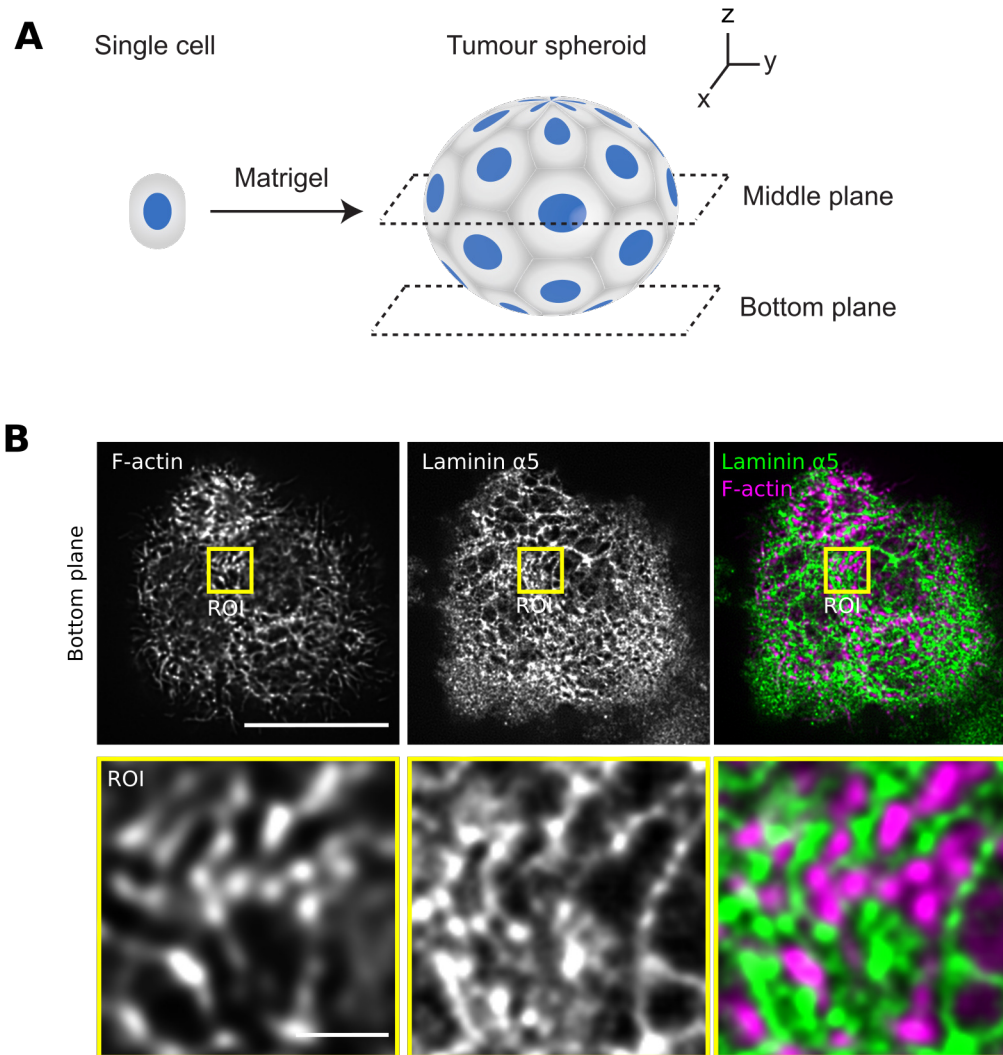 A
Single cell
Tumour spheroid
z
y
x
Matrigel
Middle plane
Bottom plane
B
Bottom plane
F-actin
ROI
Laminin α5
ROI
Laminin α5
F-actin
ROI
ROI